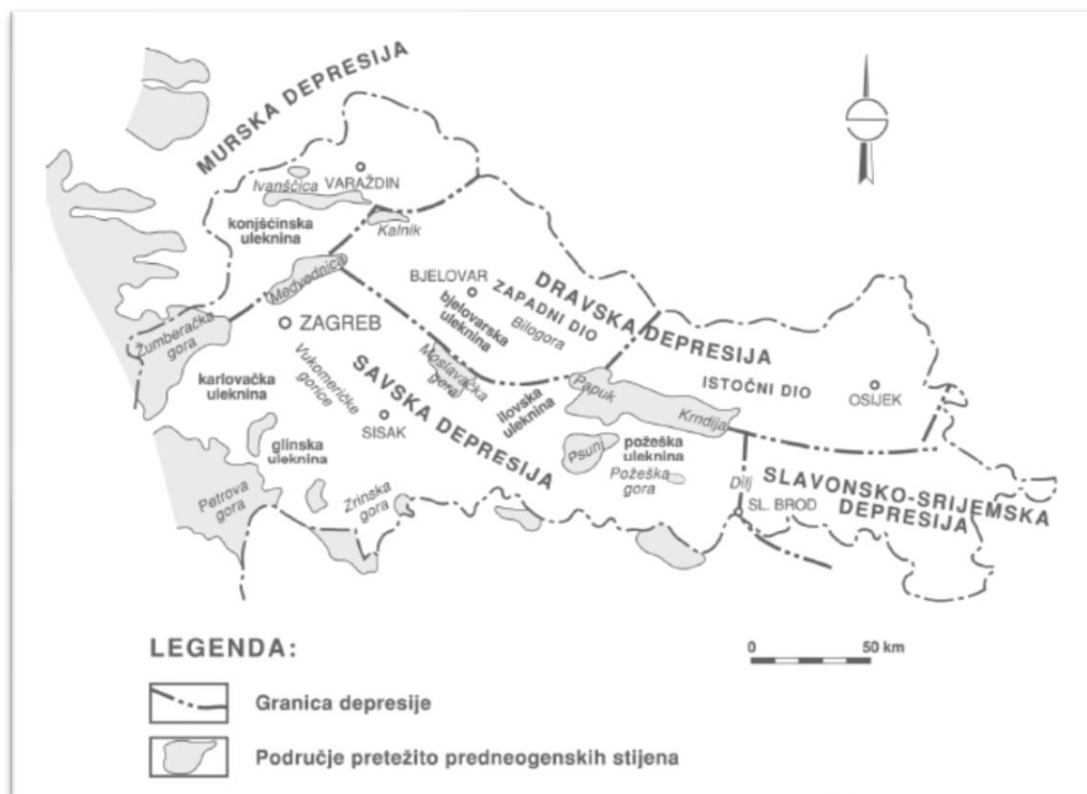 MURSKA DEPRESIJA
Ivanščica
VARAŽDIN
konjšćinska
uleknina
Kalnik
Medvednica
BJELOVAR
bjelovarska
uleknina
DRAVSKA DEPRESIJA
ZAPADNI DIO
Bilogora
ZAGREB
Žumberačka
gora
karlovačka
uleknina
Vukomeričke
gorice
SAVSKA DEPRESIJA
Moslavačka
gora
ISTOČNI DIO
OSIJEK
Papuk
Krndija
SISAK
ilovska
uleknina
glinska
uleknina
Psunj
požeška
uleknina
Požeška
gora
Petrova
gora
Zrinska
gora
Dilj
SL. BROD
SLAVONSKO-SRIJEMSKA
DEPRESIJA
LEGENDA:
0 50 km
Granica depresije
Područje pretežito predneogenskih stijena